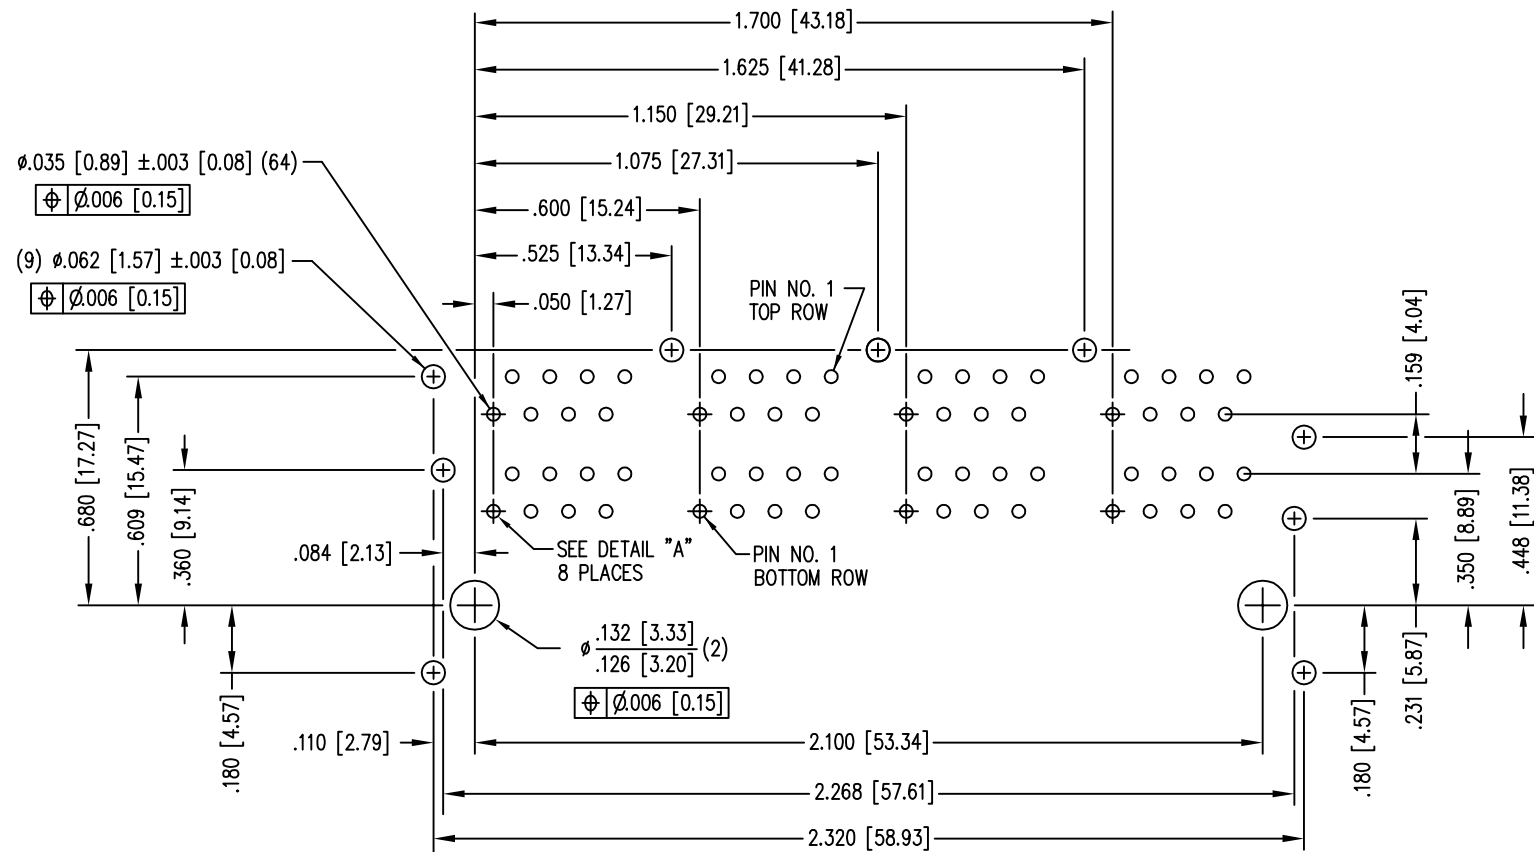 1.700 [43.18]
1.625 [41.28]
1.150 [29.21]
ø.035 [0.89] ±.003 [0.08] (64)
1.075 [27.31]
⌖ Ø.006 [0.15]
.600 [15.24]
(9) ø.062 [1.57] ±.003 [0.08]
.525 [13.34]
⌖ Ø.006 [0.15]
.050 [1.27]
PIN NO. 1
TOP ROW
.159 [4.04]
.680 [17.27]
.609 [15.47]
.360 [9.14]
.084 [2.13]
SEE DETAIL "A"
8 PLACES
PIN NO. 1
BOTTOM ROW
.350 [8.89]
.448 [11.38]
ø .132 [3.33]
.126 [3.20] (2)
⌖ Ø.006 [0.15]
.231 [5.87]
.180 [4.57]
.180 [4.57]
.110 [2.79]
2.100 [53.34]
2.268 [57.61]
2.320 [58.93]